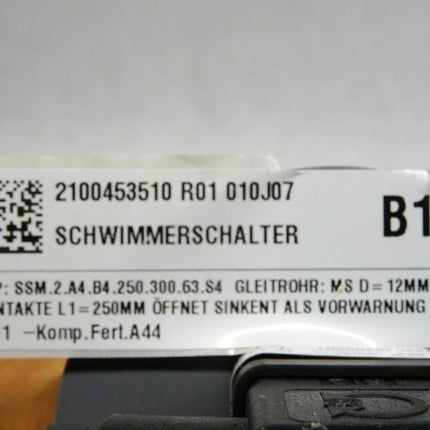 2100453510 R01 010J07
B1
SCHWIMMERSCHALTER
P: SSM.2.A4.B4.250.300.63.S4 GLEITROHR: MS D = 12MM
NTAKTE L1 = 250MM ÖFFNET SINKENT ALS VORWARNUNG
1 -Komp.Fert.A44